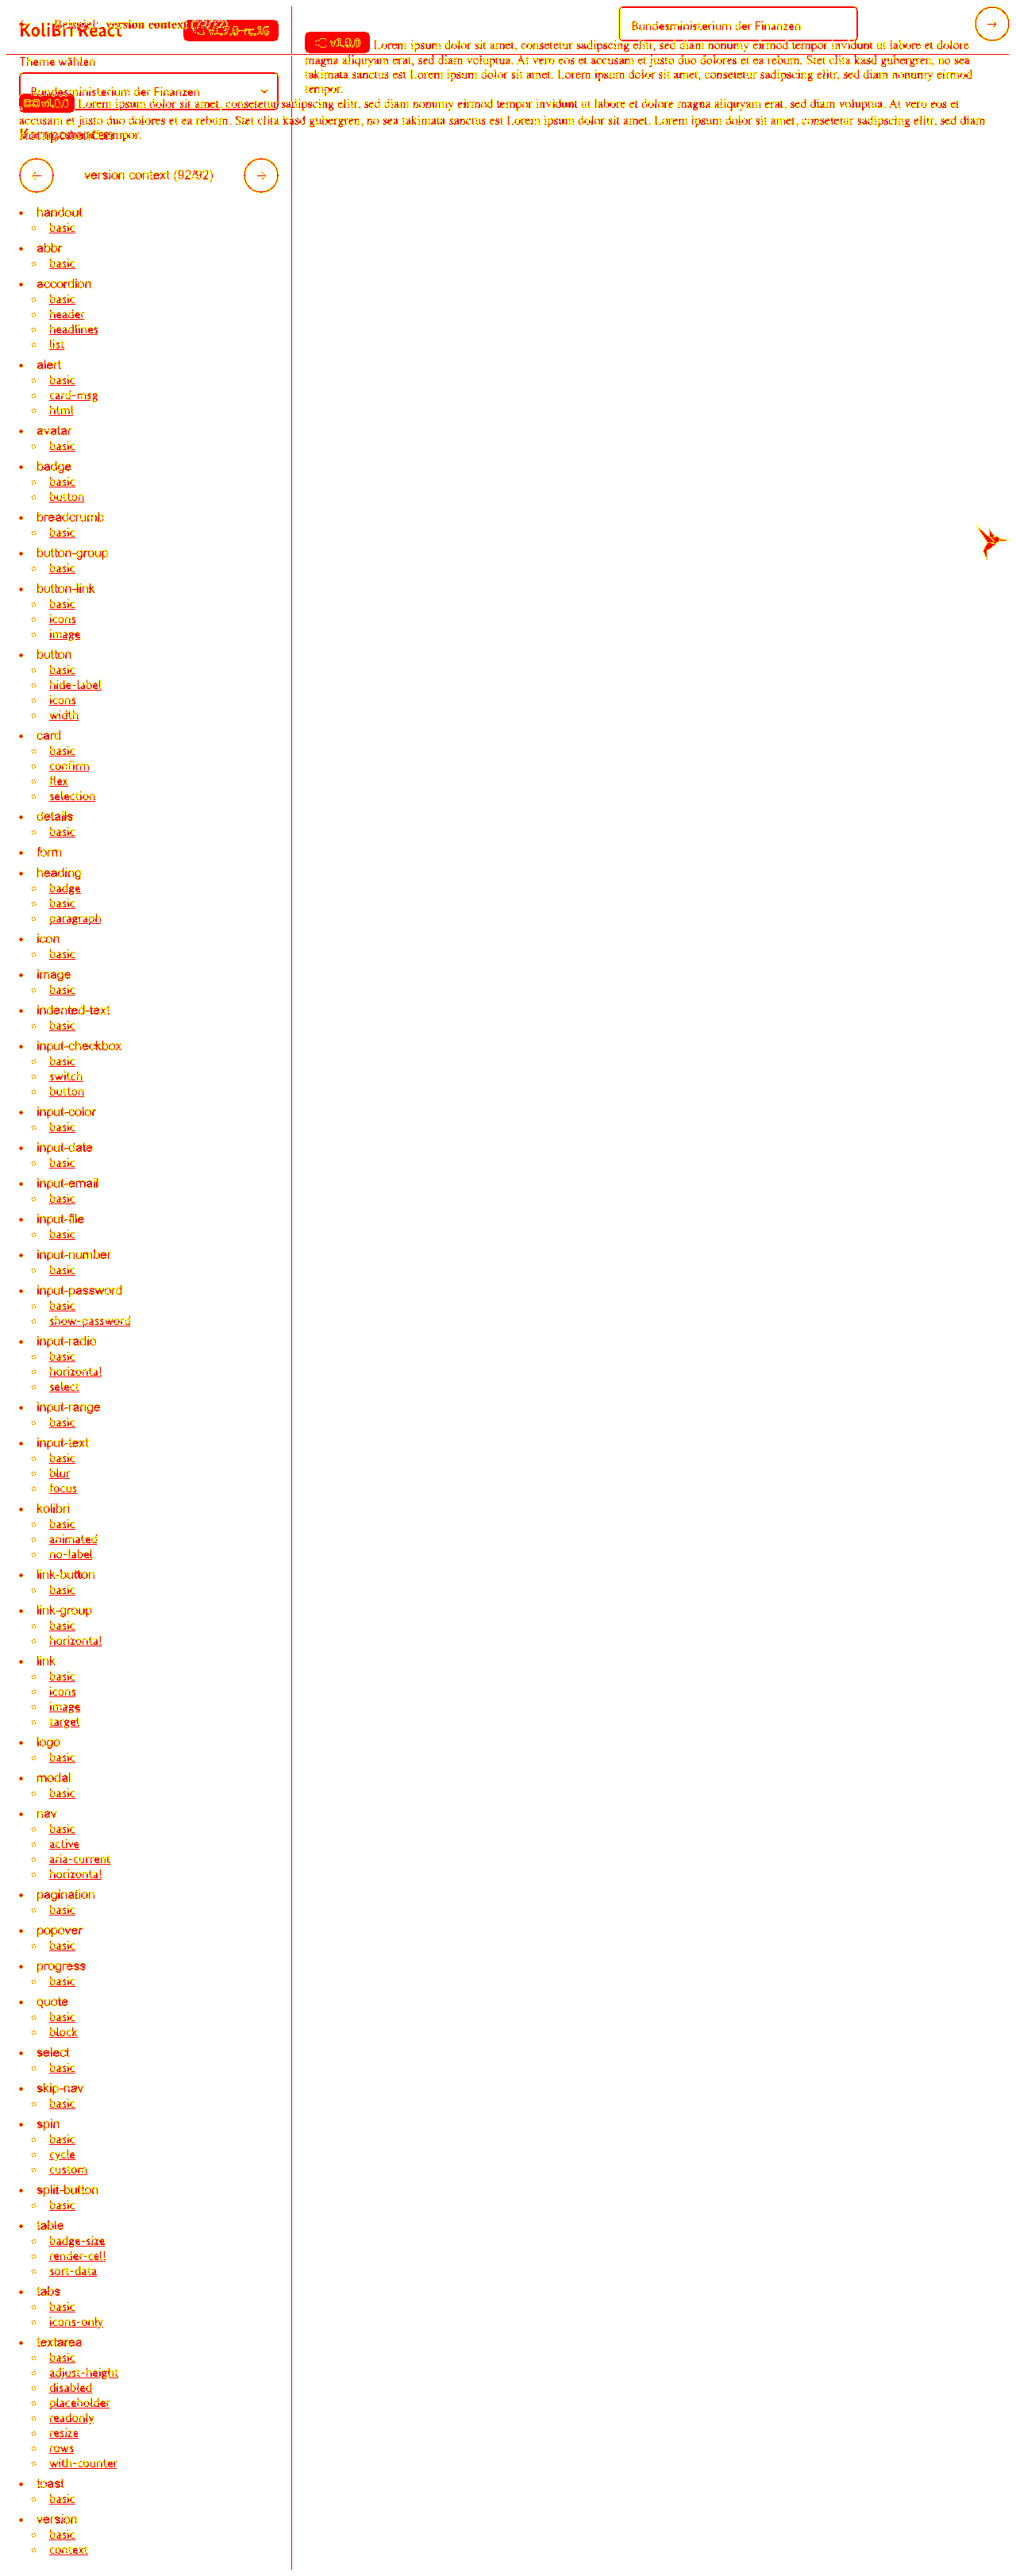 KoliBri React
Beispiel: version context
Bundesministerium der Finanzen
→
v1.0.0 Lorem ipsum dolor sit amet, consetetur sadipscing elitr, sed diam nonumy eirmod tempor invidunt ut labore et dolore
magna aliquyam erat, sed diam voluptua. At vero eos et accusam et justo duo dolores et ea rebum. Stet clita kasd gubergren, no sea
takimata sanctus est Lorem ipsum dolor sit amet. Lorem ipsum dolor sit amet, consetetur sadipscing elitr, sed diam nonumy eirmod
tempor.
Theme wählen
Bundesministerium der Finanzen
v1.0.0 Lorem ipsum dolor sit amet, consetetur sadipscing elitr, sed diam nonumy eirmod tempor invidunt ut labore et dolore magna aliquyam erat, sed diam voluptua. At vero eos et
accusam et justo duo dolores et ea rebum. Stet clita kasd gubergren, no sea takimata sanctus est Lorem ipsum dolor sit amet. Lorem ipsum dolor sit amet, consetetur sadipscing elitr, sed diam
Komponenten
tempor.
← version context (92/92) →
handout
basic
abbr
basic
accordion
basic
header
headlines
list
alert
basic
card-msg
html
avatar
basic
badge
basic
button
breadcrumb
basic
button-group
basic
button-link
basic
icons
image
button
basic
hide-label
icons
width
card
basic
confirm
flex
selection
details
basic
form
heading
badge
basic
paragraph
icon
basic
image
basic
indented-text
basic
input-checkbox
basic
switch
button
input-color
basic
input-date
basic
input-email
basic
input-file
basic
input-number
basic
input-password
basic
show-password
input-radio
basic
horizontal
select
input-range
basic
input-text
basic
blur
focus
kolibri
basic
animated
no-label
link-button
basic
link-group
basic
horizontal
link
basic
icons
image
target
logo
basic
modal
basic
nav
basic
active
aria-current
horizontal
pagination
basic
popover
basic
progress
basic
quote
basic
block
select
basic
skip-nav
basic
spin
basic
cycle
custom
split-button
basic
table
badge-size
render-cell
sort-data
tabs
basic
icons-only
textarea
basic
adjust-height
disabled
placeholder
readonly
resize
rows
with-counter
toast
basic
version
basic
context